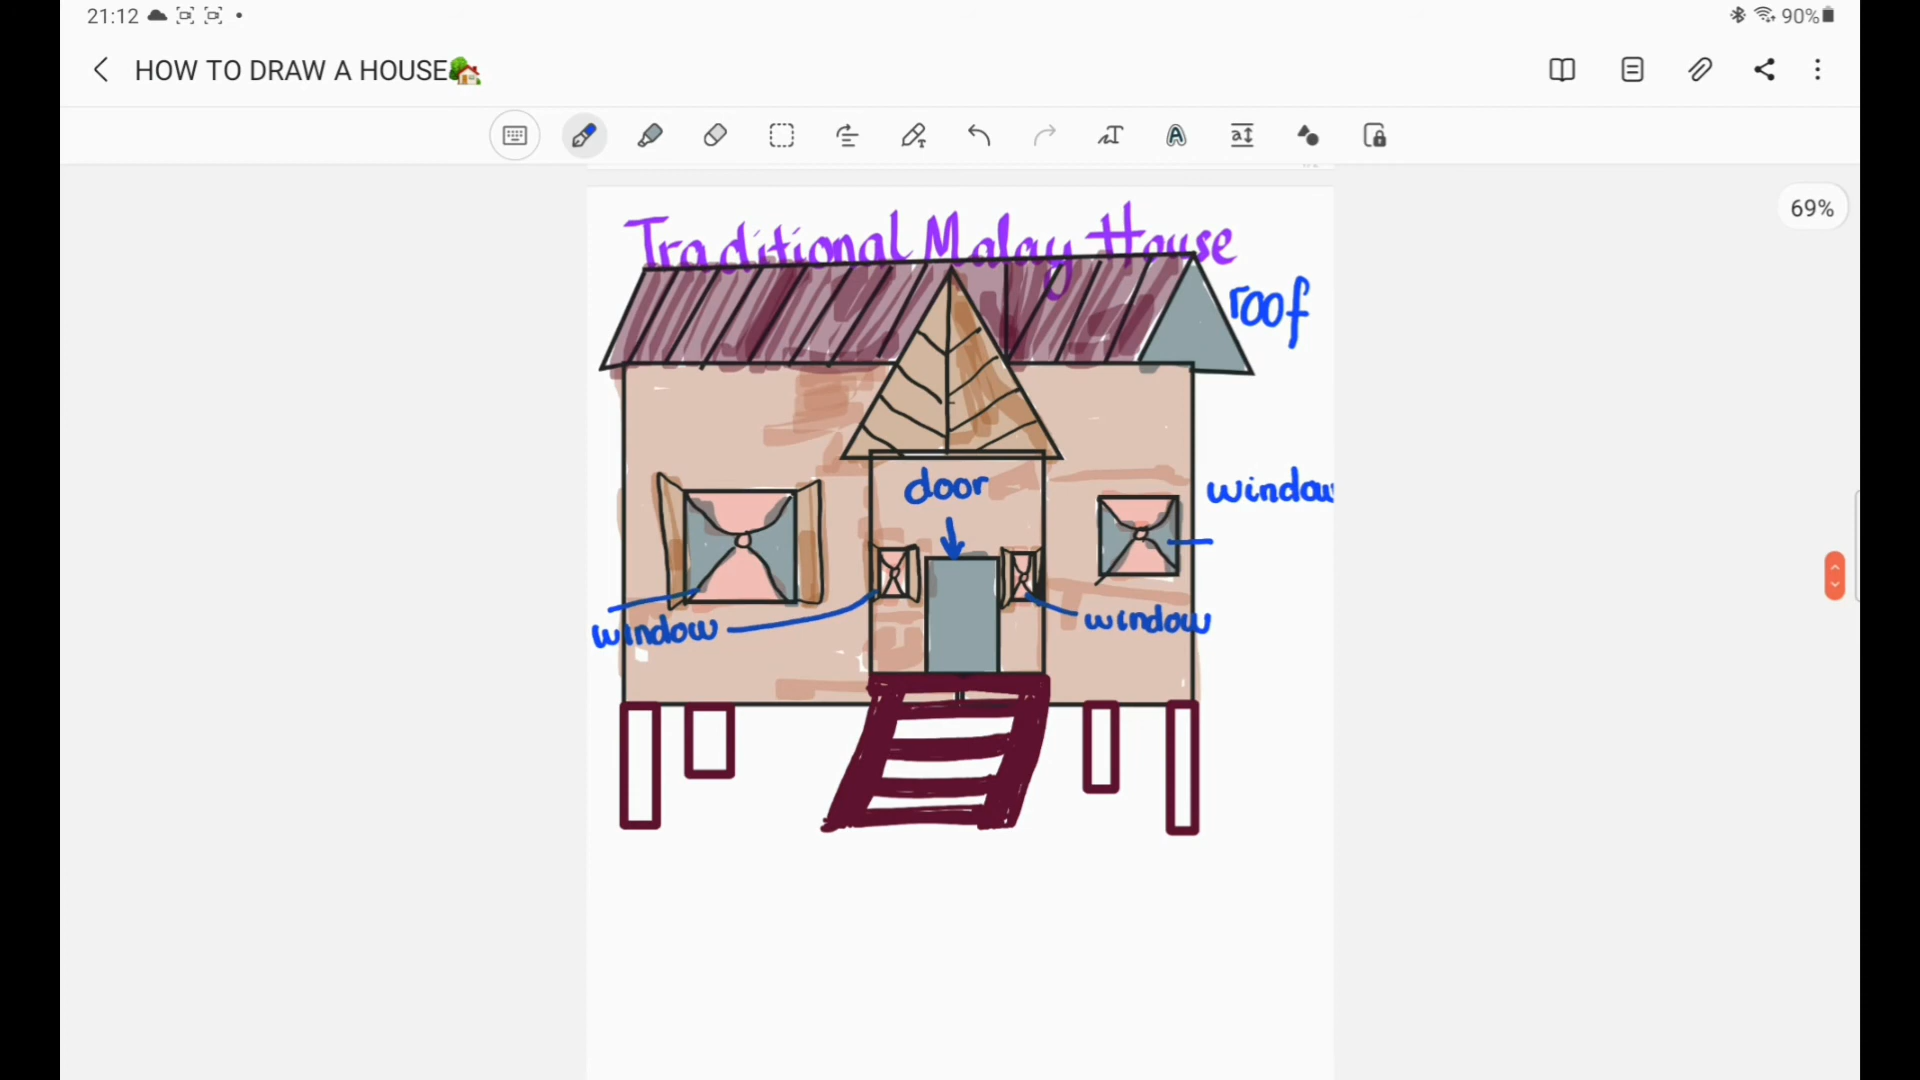 21:12
90%
HOW TO DRAW A HOUSE
69%
Traditional Malay House
roof
door
window
window
window